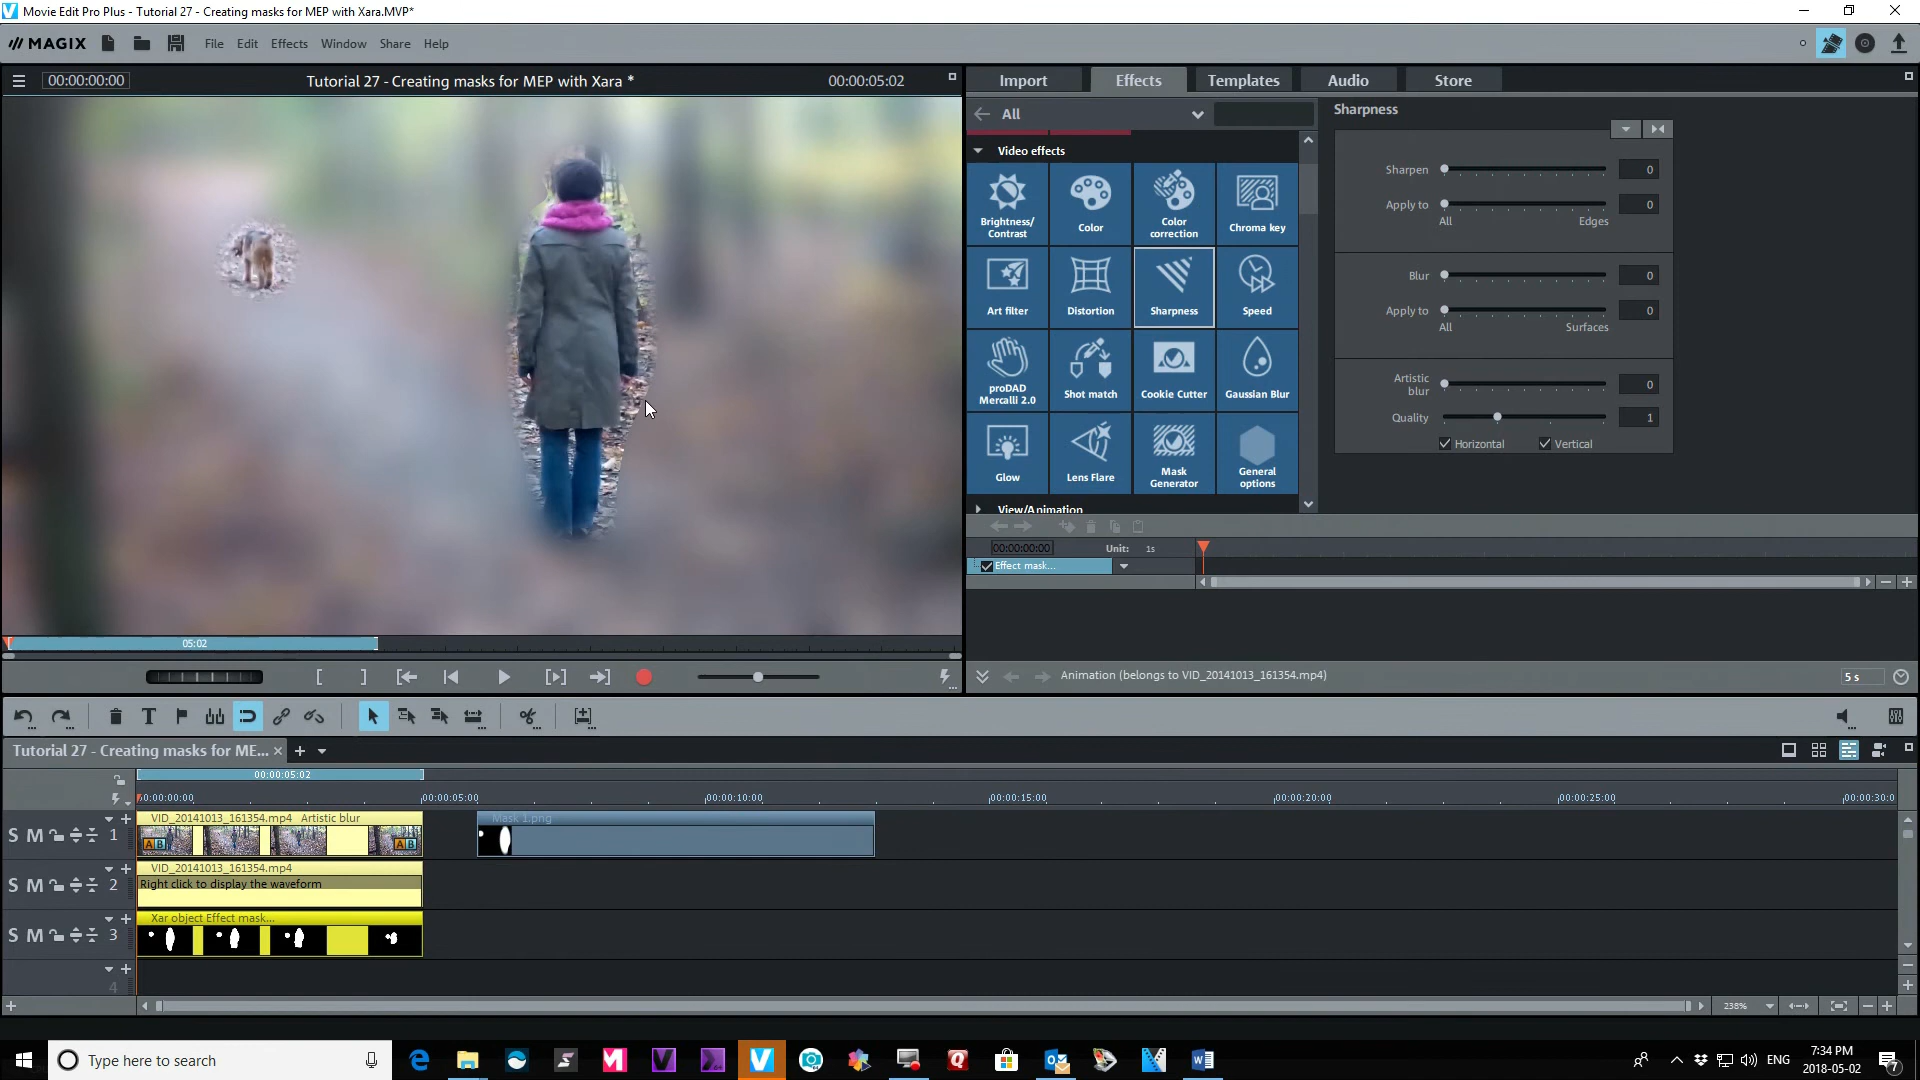 Movie Edit Pro Plus - Tutorial 27 - Creating masks for MEP with Xara.MVP*
MAGIX File Edit Effects Window Share Help
00:00:00:00 Tutorial 27 - Creating masks for MEP with Xara * 00:00:05:02
Import Effects Templates Audio Store
All
Sharpness
Video effects
Brightness/
Contrast
Color
Color
correction
Chroma key
Art filter
Distortion
Sharpness
Speed
proDAD
Mercalli 2.0
Shot match
Cookie Cutter
Gaussian Blur
Glow
Lens Flare
Mask
Generator
General
options
View/Animation
Sharpen 0
Apply to 0
All Edges
Blur 0
Apply to 0
All Surfaces
Artistic
blur 0
Quality 1
Horizontal Vertical
00:00:00:00 Unit: 1s
Effect mask...
05:02
Animation (belongs to VID_20141013_161354.mp4) 5 s
Tutorial 27 - Creating masks for ME...
00:00:05:02
00:00:00:00 00:00:05:00 00:00:10:00 00:00:15:00 00:00:20:00 00:00:25:00 00:00:30:0
VID_20141013_161354.mp4 Artistic blur Mask 1.png
S M 1 AB AB
VID_20141013_161354.mp4
S M 2 Right click to display the waveform
Xar object Effect mask...
S M 3
4
238%
Type here to search
ENG 7:34 PM
2018-05-02 7